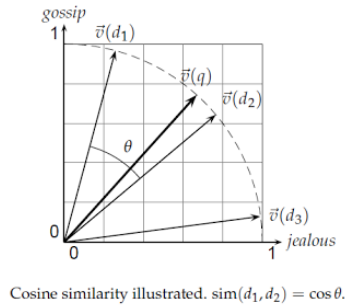 gossip
1
v⃗(d₁)
v⃗(q)
v⃗(d₂)
θ
v⃗(d₃)
0
0
1
jealous
Cosine similarity illustrated. sim(d₁, d₂) = cos θ.